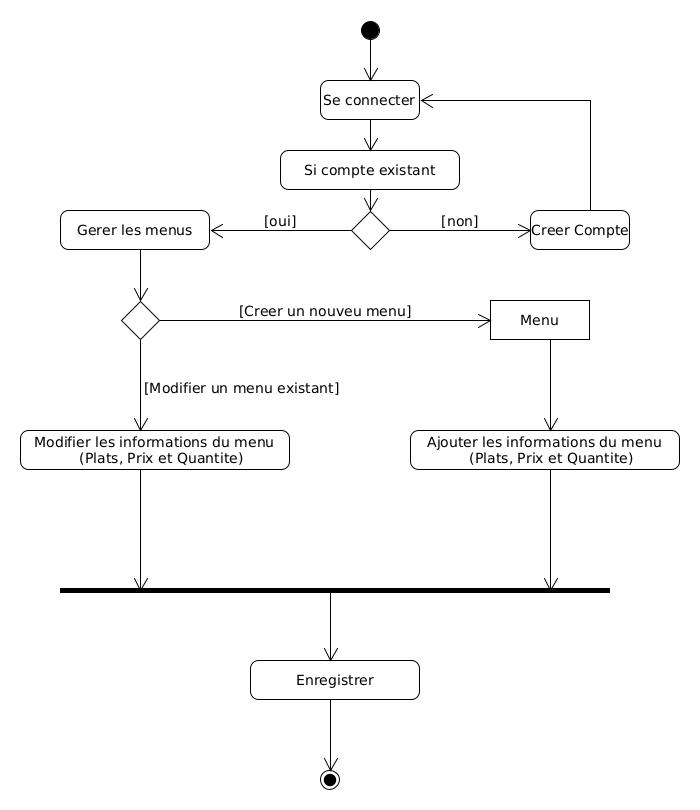 Se connecter
Si compte existant
[oui]
[non]
Gerer les menus
Creer Compte
[Creer un nouveu menu]
Menu
[Modifier un menu existant]
Modifier les informations du menu
(Plats, Prix et Quantite)
Ajouter les informations du menu
(Plats, Prix et Quantite)
Enregistrer